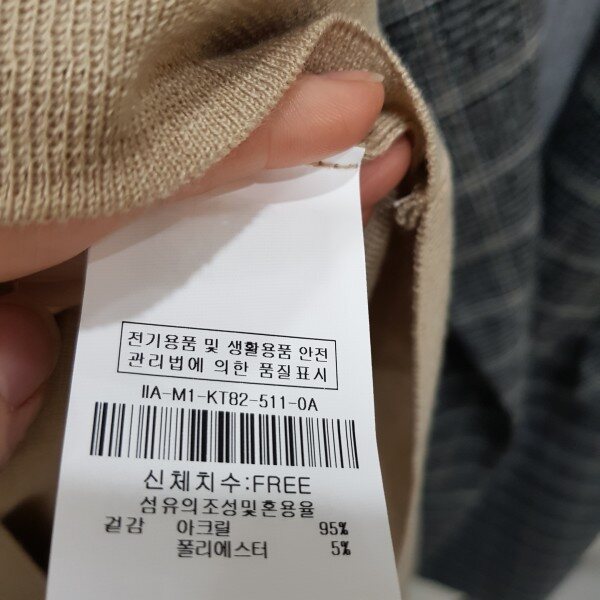 전기용품 및 생활용품 안전
관리법에 의한 품질표시
IIA-M1-KT82-511-0A
신체치수:FREE
섬유의조성및혼용율
겉감 아크릴 95%
폴리에스터 5%